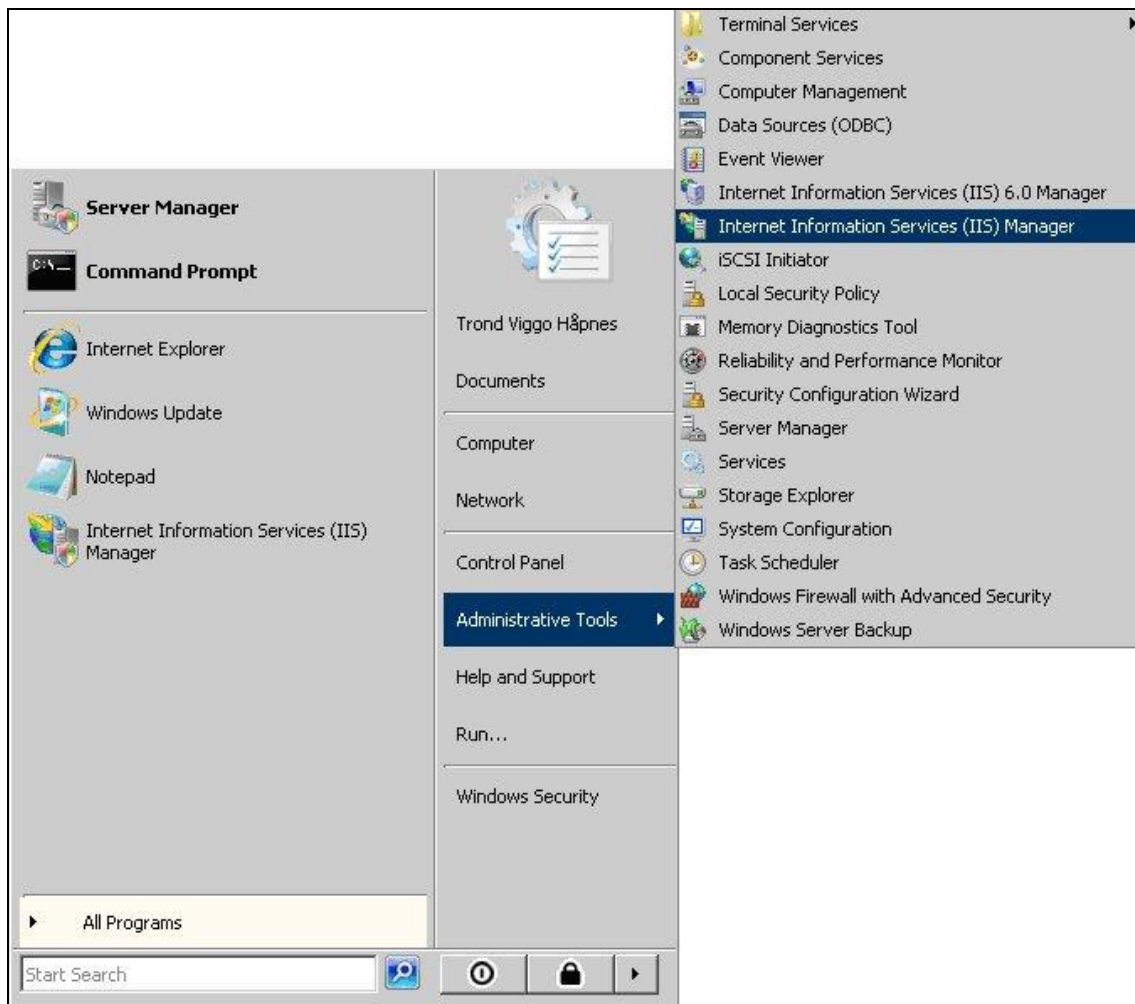 Server Manager
Command Prompt
Internet Explorer
Windows Update
Notepad
Internet Information Services (IIS)
Manager
All Programs
Start Search
Trond Viggo Håpnes
Documents
Computer
Network
Control Panel
Administrative Tools
Help and Support
Run...
Windows Security
Terminal Services
Component Services
Computer Management
Data Sources (ODBC)
Event Viewer
Internet Information Services (IIS) 6.0 Manager
Internet Information Services (IIS) Manager
iSCSI Initiator
Local Security Policy
Memory Diagnostics Tool
Reliability and Performance Monitor
Security Configuration Wizard
Server Manager
Services
Storage Explorer
System Configuration
Task Scheduler
Windows Firewall with Advanced Security
Windows Server Backup